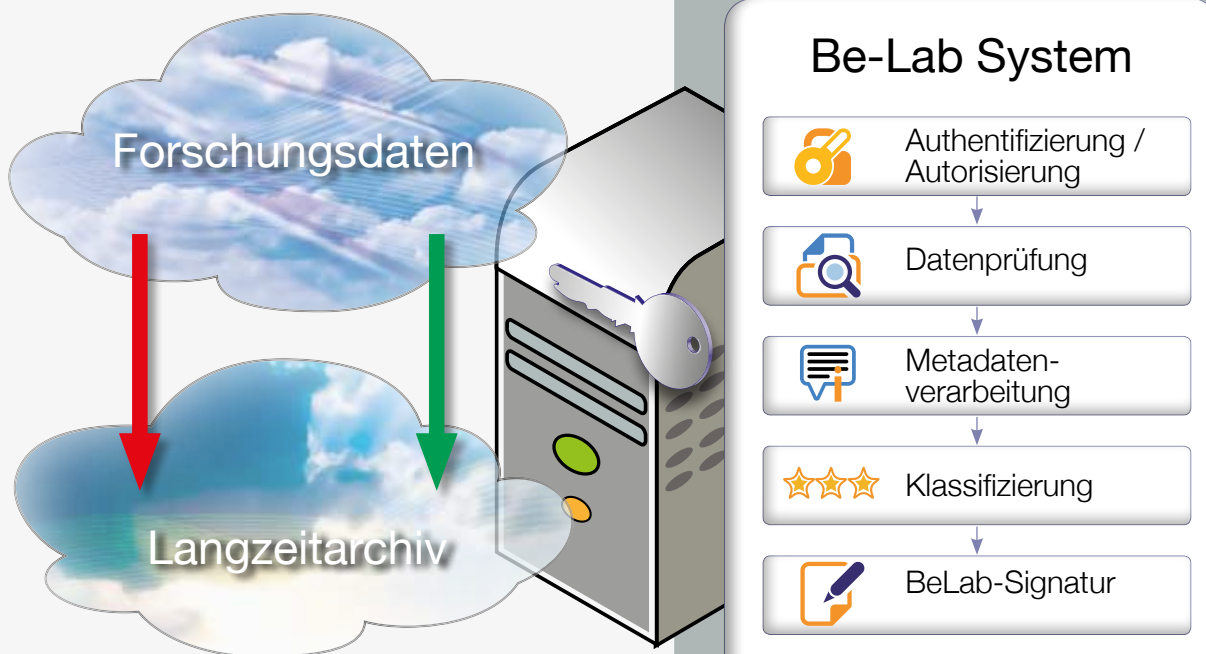 Forschungsdaten
Langzeitarchiv
Be-Lab System
Authentifizierung /
Autorisierung
Datenprüfung
Metadaten-
verarbeitung
Klassifizierung
BeLab-Signatur